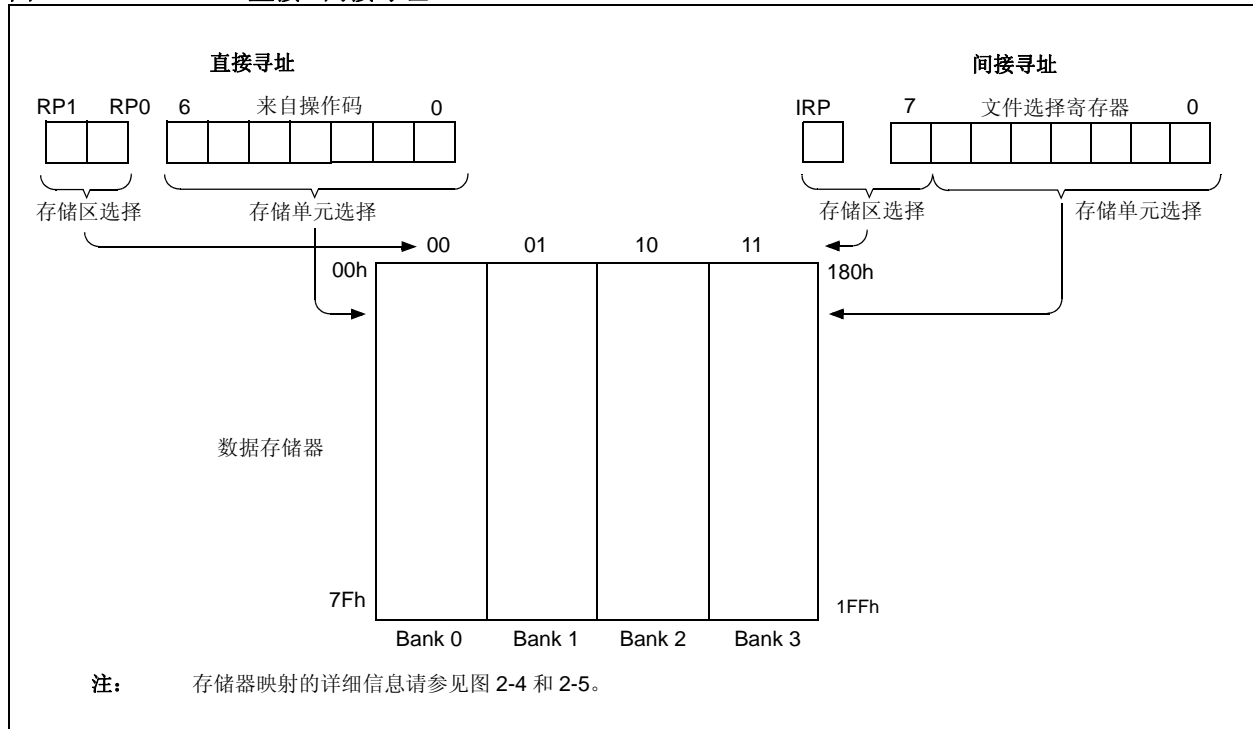 直接寻址
间接寻址
RP1 RP0 6 来自操作码 0
IRP 7 文件选择寄存器 0
存储区选择 存储单元选择
存储区选择 存储单元选择
00 01 10 11
00h
180h
数据存储器
7Fh
1FFh
Bank 0 Bank 1 Bank 2 Bank 3
注： 存储器映射的详细信息请参见图 2-4 和 2-5。